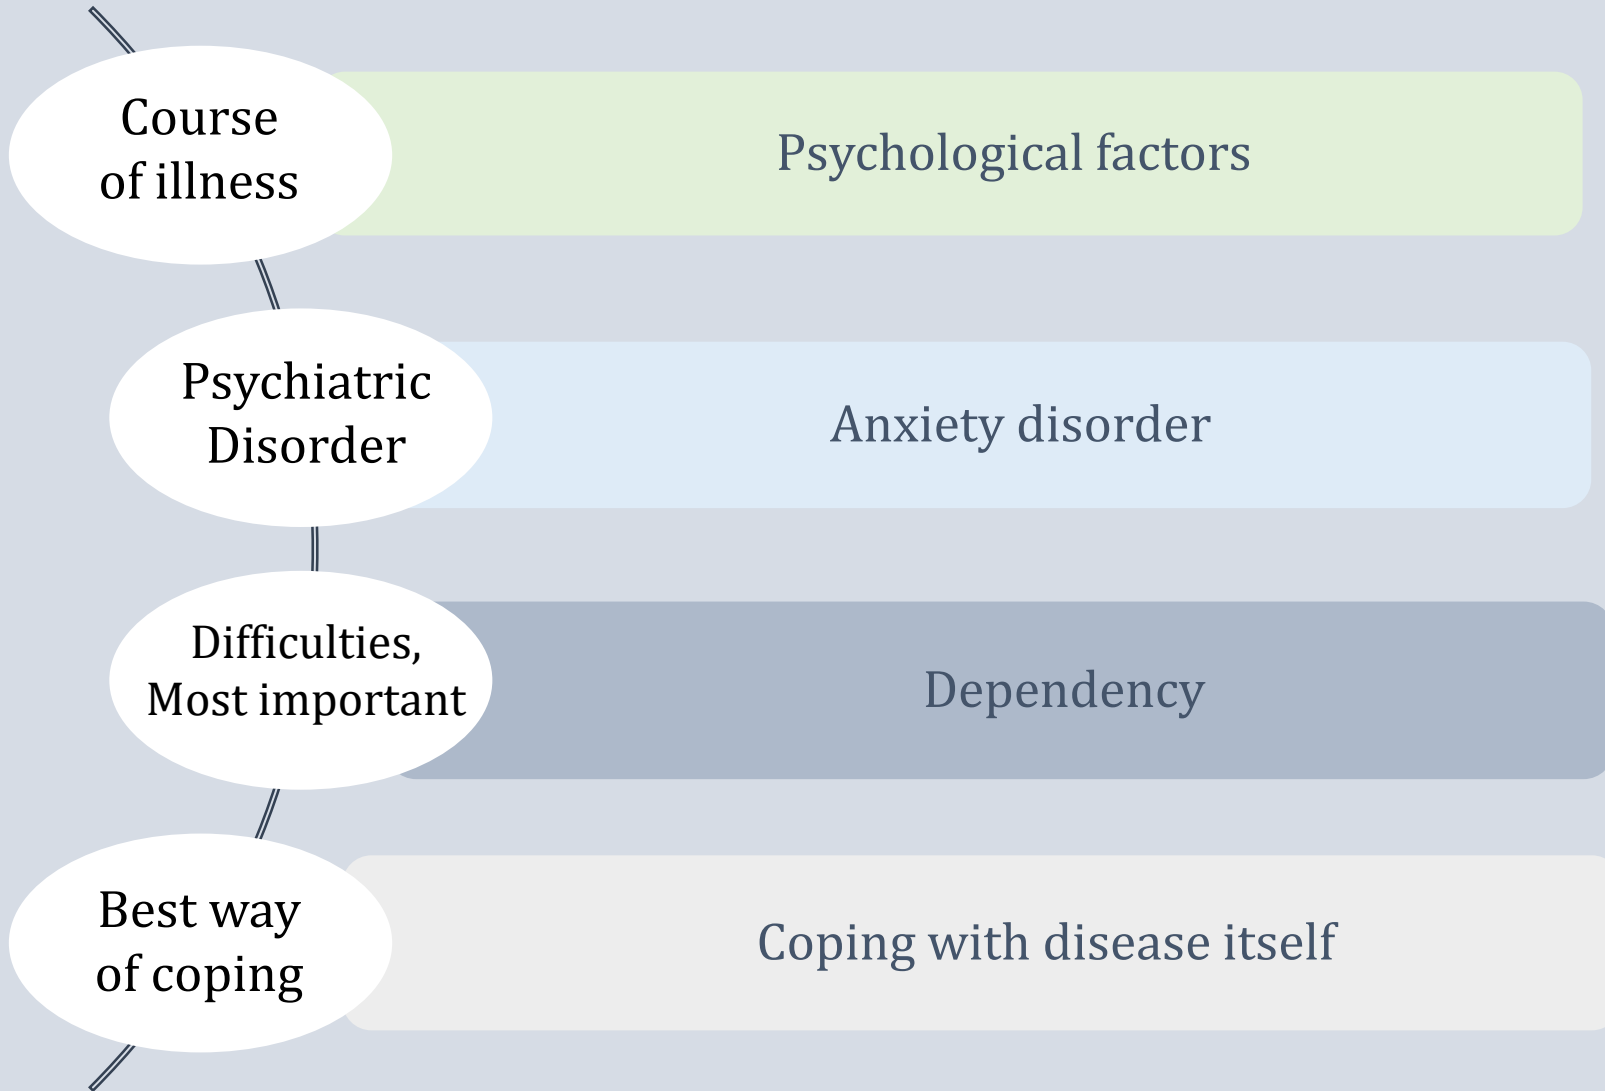 Course
of illness
Psychological factors
Psychiatric
Disorder
Anxiety disorder
Difficulties,
Most important
Dependency
Best way
of coping
Coping with disease itself